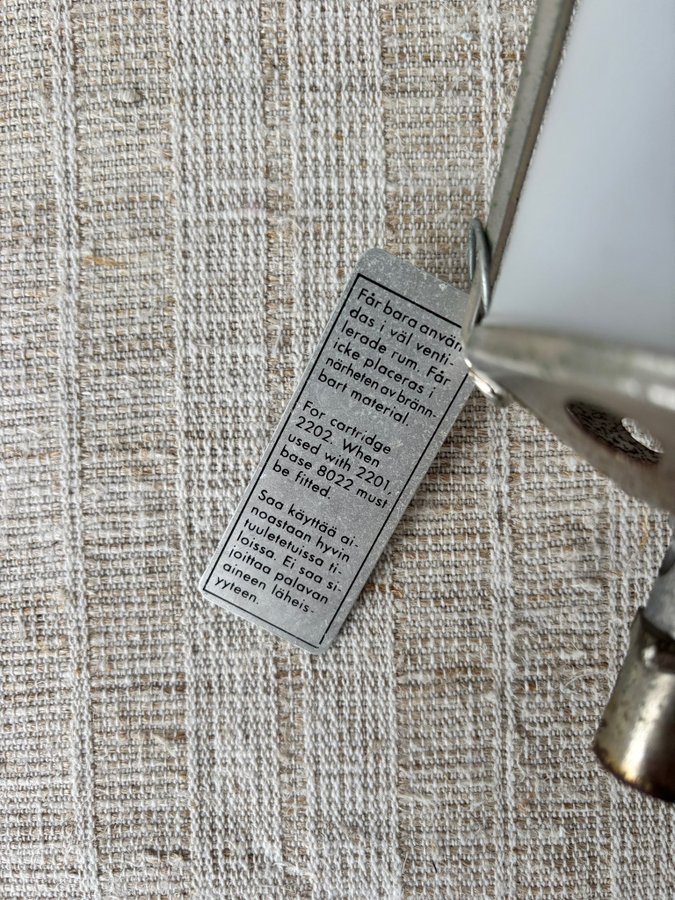 Får bara använ
das i väl venti-
lerade rum. Får
icke placeras i
närheten av bränn-
bart material.
For cartridge
2202. When
used with 2201,
base 8022 must
be fitted.
Saa käyttää ai-
noastaan hyvin
tuuletetuissa ti-
loissa. Ei saa si-
joittaa palavan
aineen läheis-
yyteen.